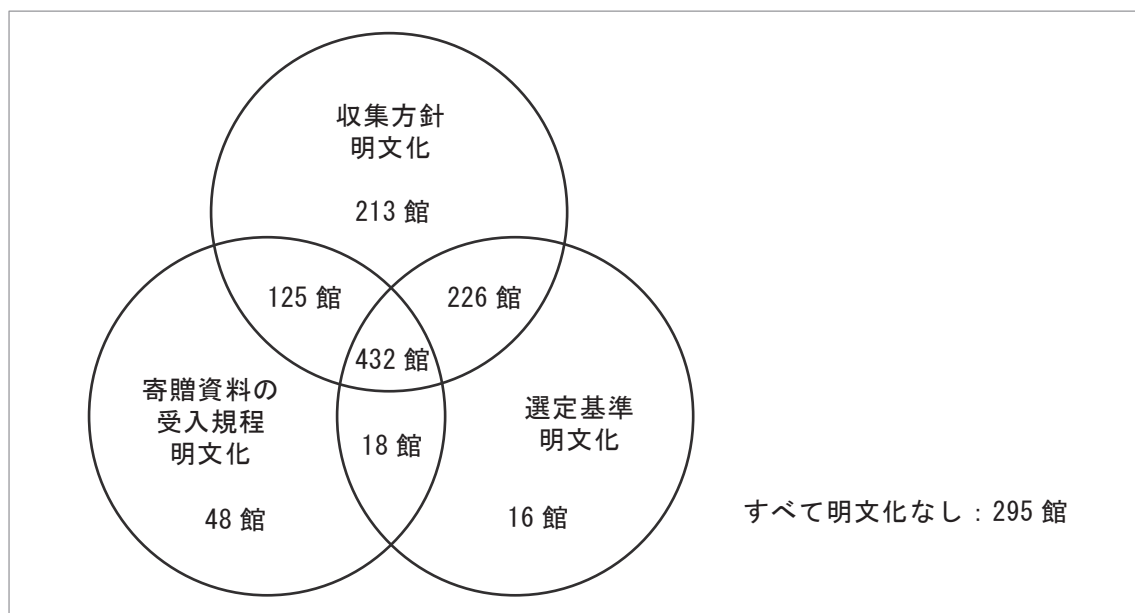 収集方針
明文化
213 館
125 館
226 館
432 館
寄贈資料の
受入規程
明文化
選定基準
明文化
18 館
48 館
16 館
すべて明文化なし：295 館